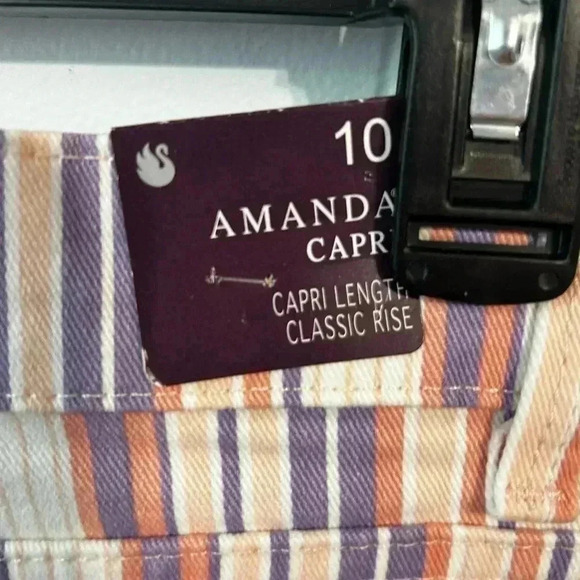 10
AMANDA
CAPRI
CAPRI LENGTH
CLASSIC RISE